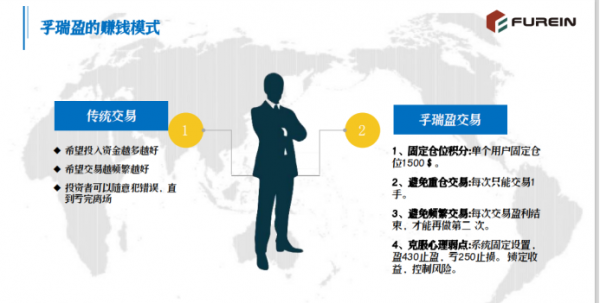 孚瑞盈的赚钱模式
FUREIN
传统交易
1
希望投入资金越多越好
希望交易越频繁越好
投资者可以随意犯错误，直
到亏完离场
2
孚瑞盈交易
1、固定仓位积分:单个用户固定仓
位1500＄。
2、避免重仓交易:每次只能交易1
手。
3、避免频繁交易:每次交易盈利结
束，才能再做第二 次。
4、克服心理弱点:系统固定设置，
盈430止盈，亏250止损。锁定收
益，控制风险。